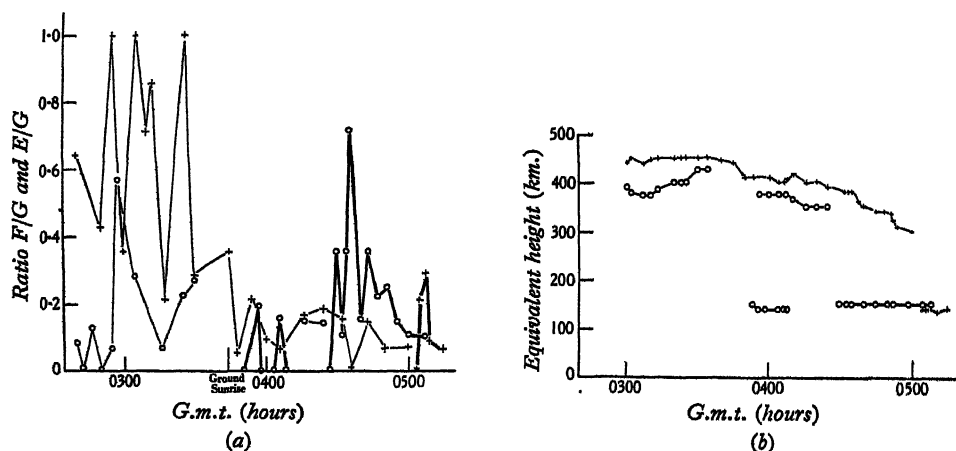 Ratio F/G and E/G
1·0
0·8
0·6
0·4
0·2
0
0300
Ground
Sunrise
0400
0500
G.m.t. (hours)
(a)
Equivalent height (km.)
500
400
300
200
100
0
0300
0400
0500
G.m.t. (hours)
(b)